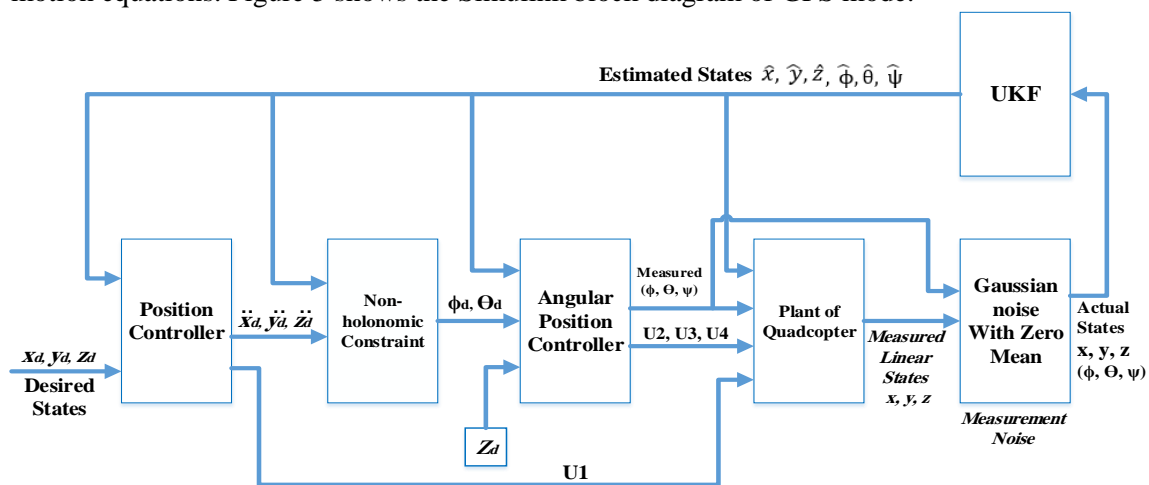 motion equations. Figure 3 shows the Simulink block diagram of GPS mode.
Estimated States x̂, ŷ, ẑ, ϕ̂, θ̂, ψ̂
UKF
Position
Controller
ẍd, ÿd, z̈d
Non-
holonomic
Constraint
ϕd, Ɵd
Angular
Position
Controller
Measured
(ϕ, Ɵ, ψ)
U2, U3, U4
Plant of
Quadcopter
Measured
Linear
States
x, y, z
Gaussian
noise
With Zero
Mean
Actual
States
x, y, z
(ϕ, Ɵ, ψ)
xd, yd, zd
Desired
States
Zd
U1
Measurement
Noise